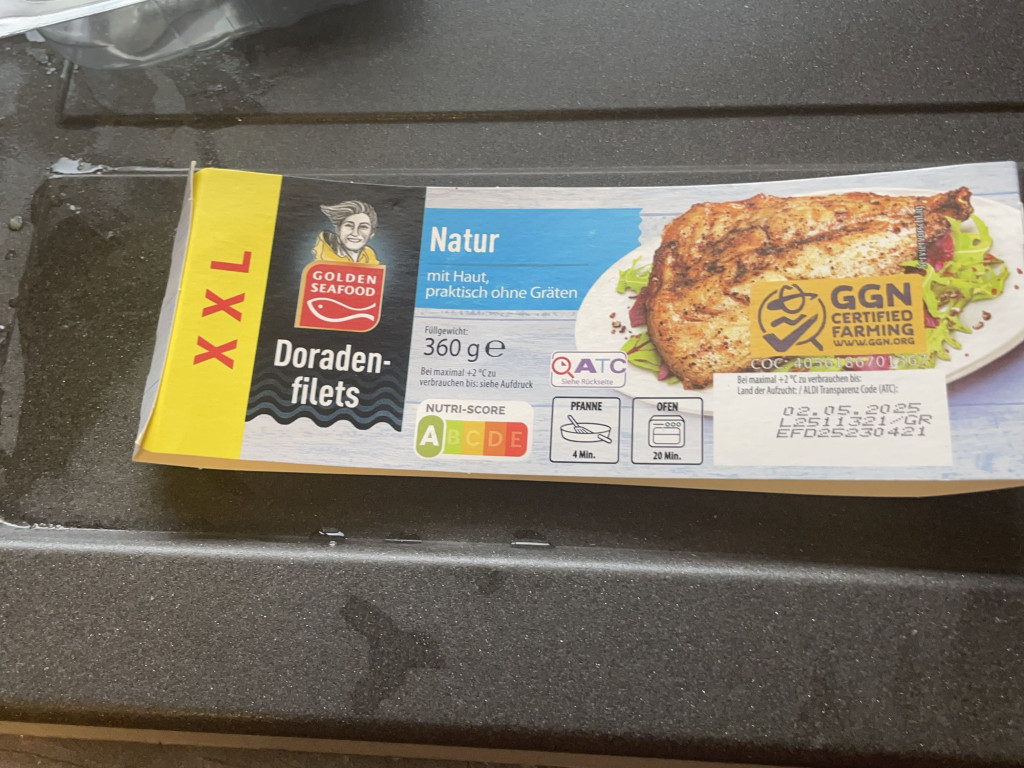 XXL
GOLDEN
SEAFOOD
Doraden-
filets
Natur
mit Haut,
praktisch ohne Gräten
Füllgewicht:
360 g e
Bei maximal +2 °C zu
verbrauchen bis: siehe Aufdruck
NUTRI-SCORE
A B C D E
ATC
Siehe Rückseite
PFANNE
4 Min.
OFEN
20 Min.
GGN
CERTIFIED
FARMING
WWW.GGN.ORG
COC:
Bei maximal +2 °C zu verbrauchen bis:
Land der Aufzucht: / ALDI Transparenz Code (ATC):
02.05.2025
L2511321/GR
EFD25230421